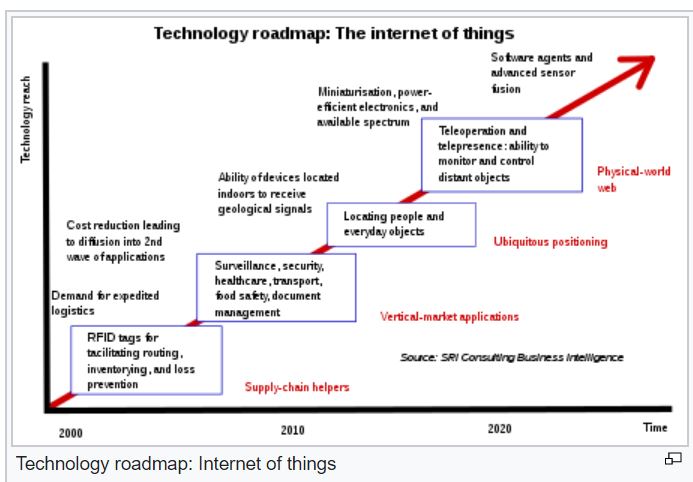 Technology roadmap: The internet of things
Technology reach
Software agents and
advanced sensor
fusion
Miniaturisation, power-
efficient electronics, and
available spectrum
Teleoperation and
telepresence: ability to
monitor and control
distant objects
Physical-world
web
Ability of devices located
indoors to receive
geological signals
Locating people and
everyday objects
Ubiquitous positioning
Cost reduction leading
to diffusion into 2nd
wave of applications
Surveillance, security,
healthcare, transport,
food safety, document
management
Vertical-market applications
Demand for expedited
logistics
RFID tags for
facilitating routing,
inventorying, and loss
prevention
Supply-chain helpers
Source: SRI Consulting Business Intelligence
2000
2010
2020
Time
Technology roadmap: Internet of things